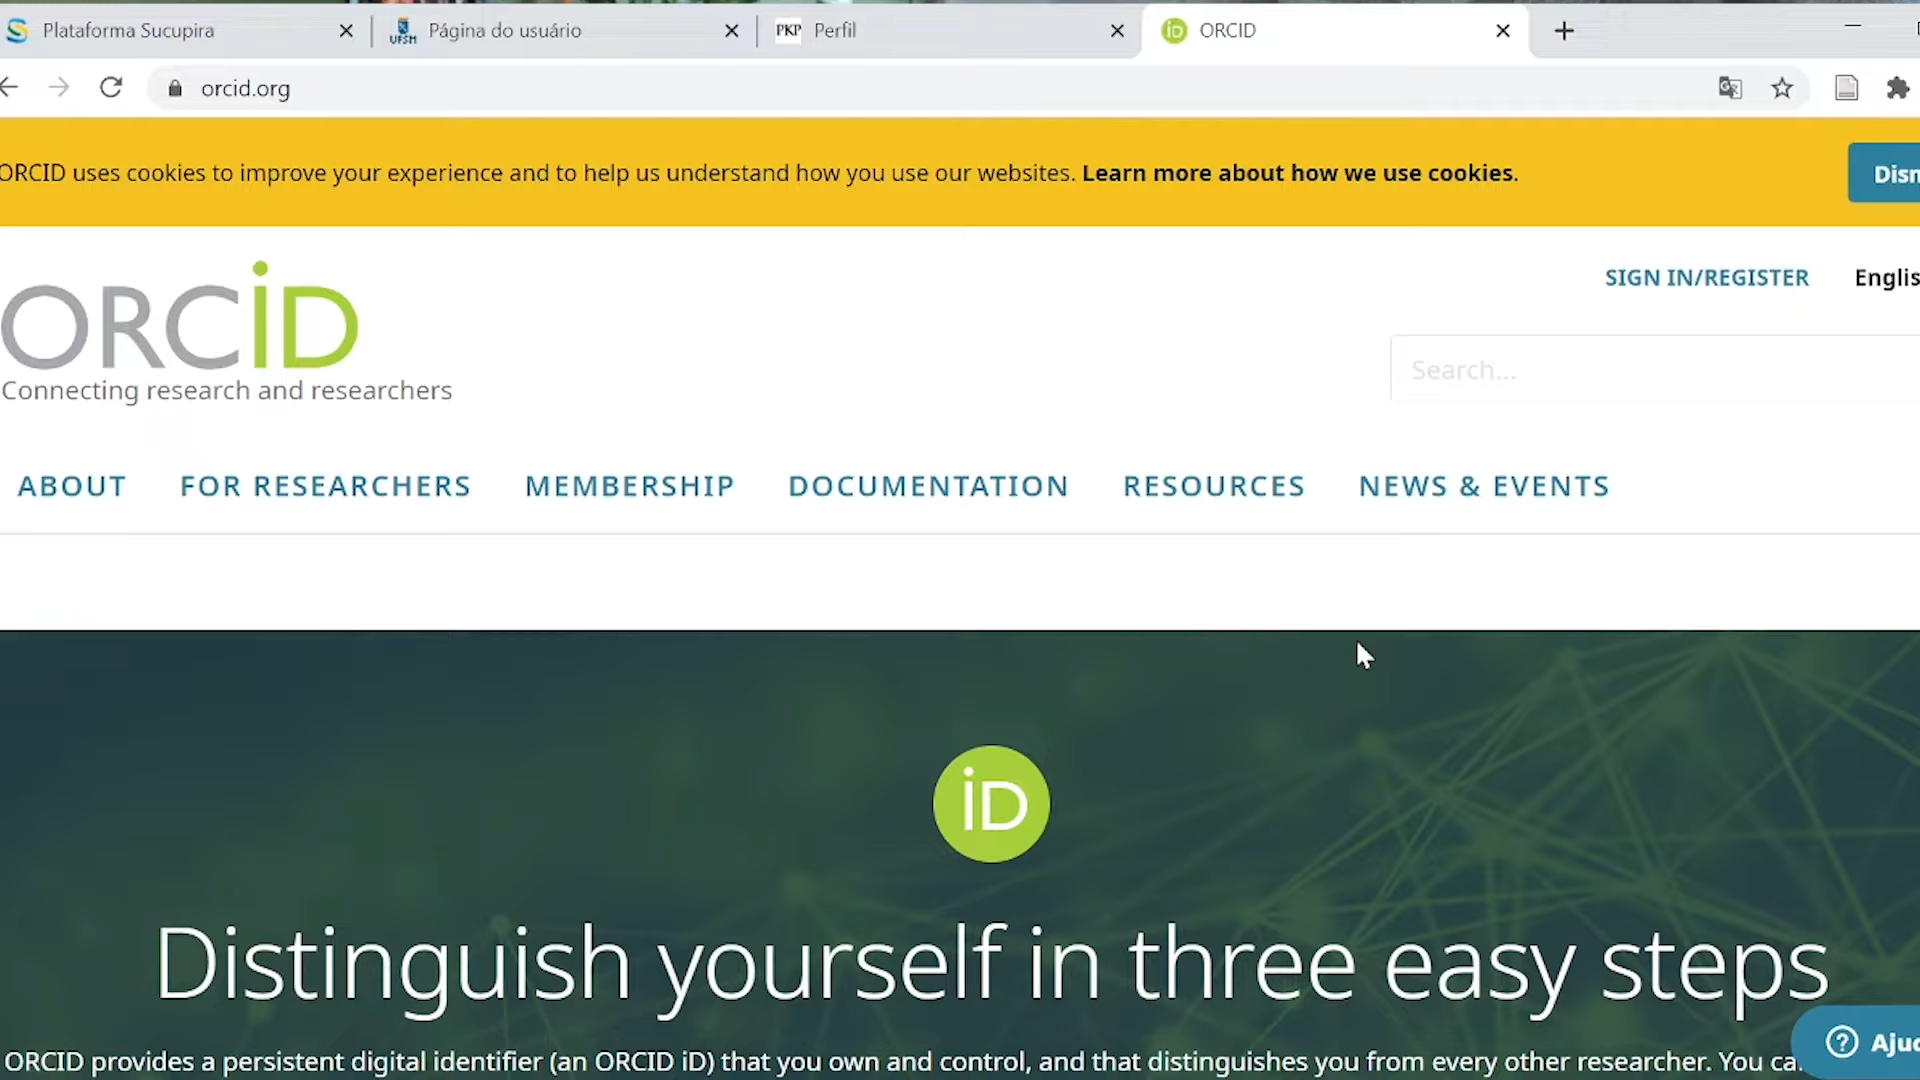 Plataforma Sucupira
UFSM Página do usuário
PKP Perfil
iD ORCID
orcid.org
ORCID uses cookies to improve your experience and to help us understand how you use our websites. Learn more about how we use cookies.
SIGN IN/REGISTER
ORCiD
Connecting research and researchers
Search...
ABOUT FOR RESEARCHERS MEMBERSHIP DOCUMENTATION RESOURCES NEWS & EVENTS
iD
Distinguish yourself in three easy steps
ORCID provides a persistent digital identifier (an ORCID iD) that you own and control, and that distinguishes you from every other researcher. You